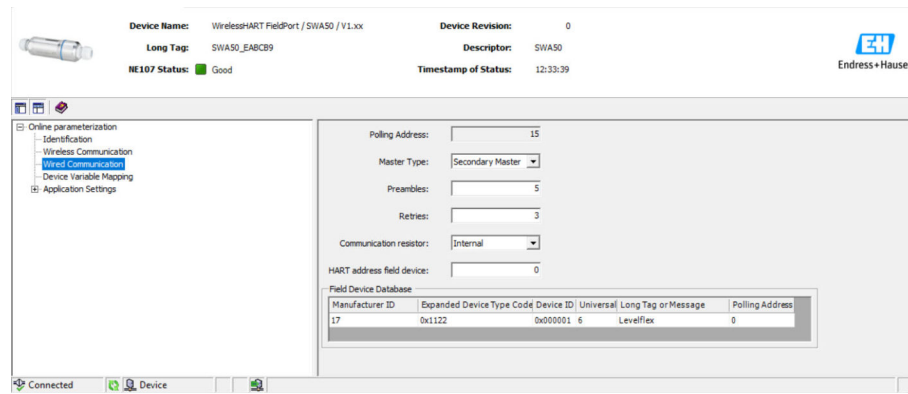 Device Name: WirelessHART FieldPort / SWA50 / V1.xx Device Revision: 0
Long Tag: SWA50_EABCB9 Descriptor: SWA50
NE107 Status: Good Timestamp of Status: 12:33:39
EH
Endress+Hause
Online parameterization
Identification
Wireless Communication
Wired Communication
Device Variable Mapping
Application Settings
Polling Address: 15
Master Type: Secondary Master
Preambles: 5
Retries: 3
Communication resistor: Internal
HART address field device: 0
Field Device Database
Manufacturer ID Expanded Device Type Code Device ID Universal Long Tag or Message Polling Address
17 0x1122 0x000001 6 Levelflex 0
Connected Device